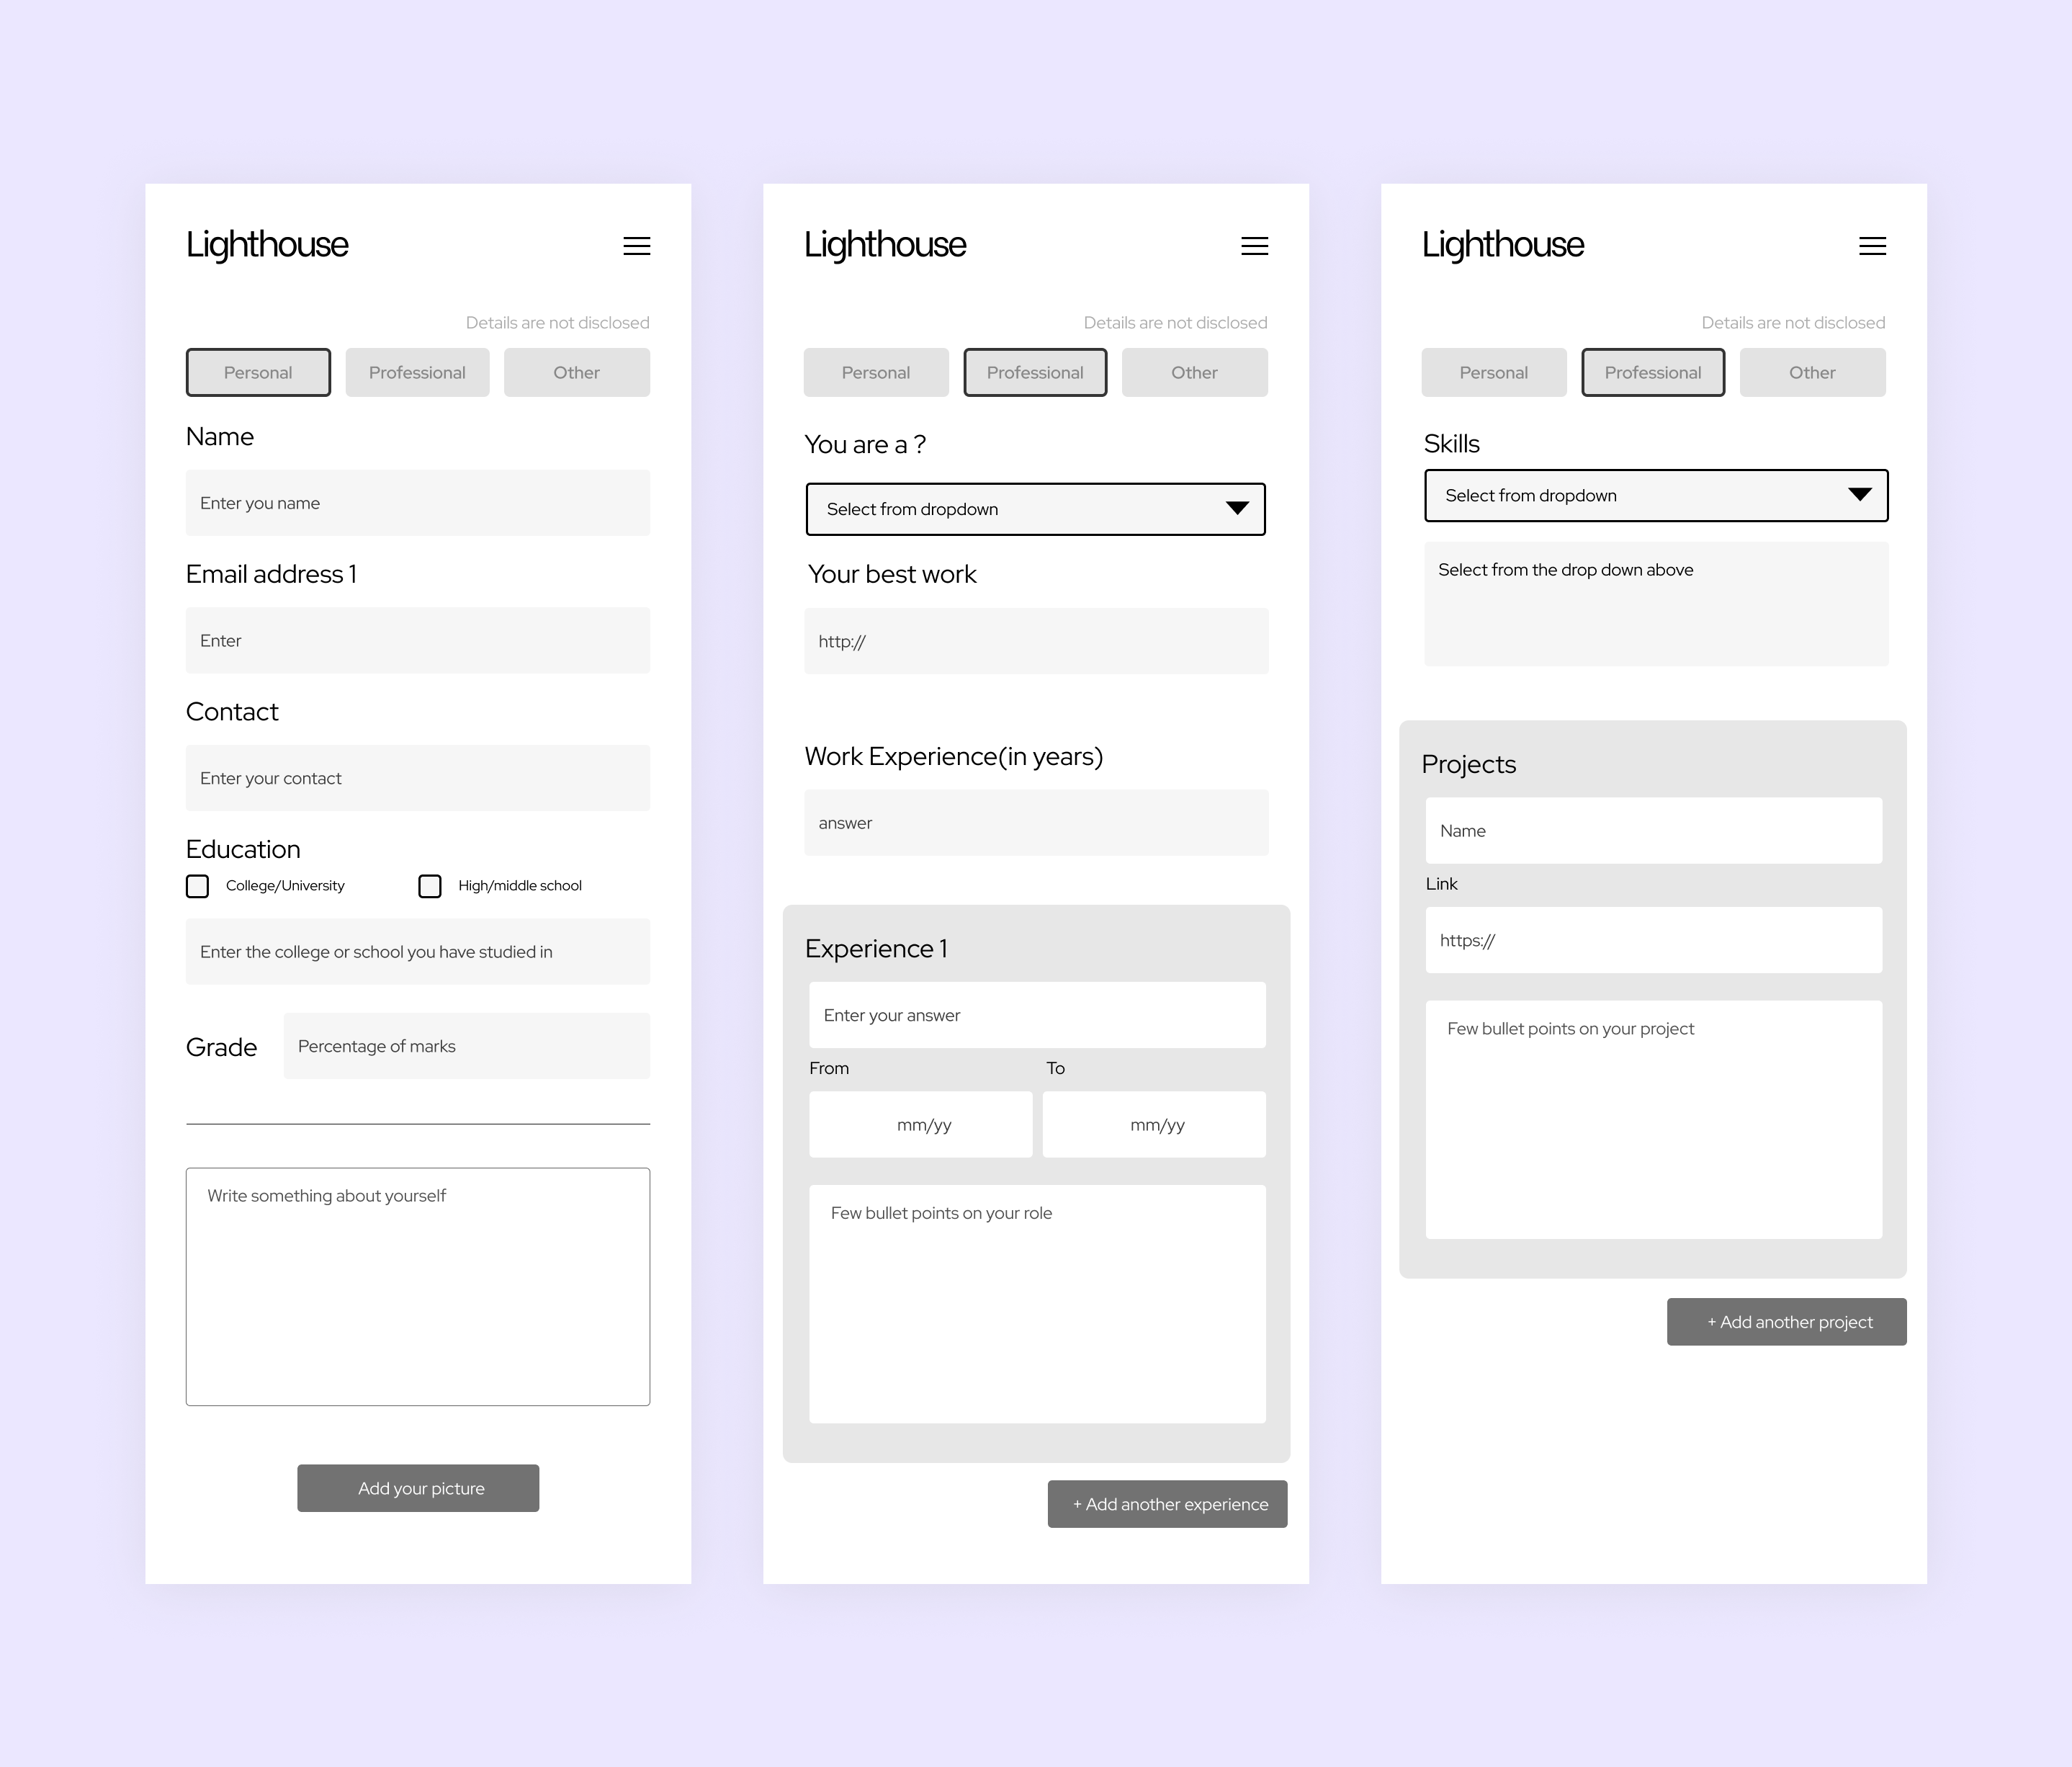 Lighthouse
Details are not disclosed
Personal Professional Other
Name
Enter you name
Email address 1
Enter
Contact
Enter your contact
Education
College/University High/middle school
Enter the college or school you have studied in
Grade Percentage of marks
Write something about yourself
Add your picture
Lighthouse
Details are not disclosed
Personal Professional Other
You are a ?
Select from dropdown
Your best work
http://
Work Experience(in years)
answer
Experience 1
Enter your answer
From To
mm/yy mm/yy
Few bullet points on your role
+ Add another experience
Lighthouse
Details are not disclosed
Personal Professional Other
Skills
Select from dropdown
Select from the drop down above
Projects
Name
Link
https://
Few bullet points on your project
+ Add another project